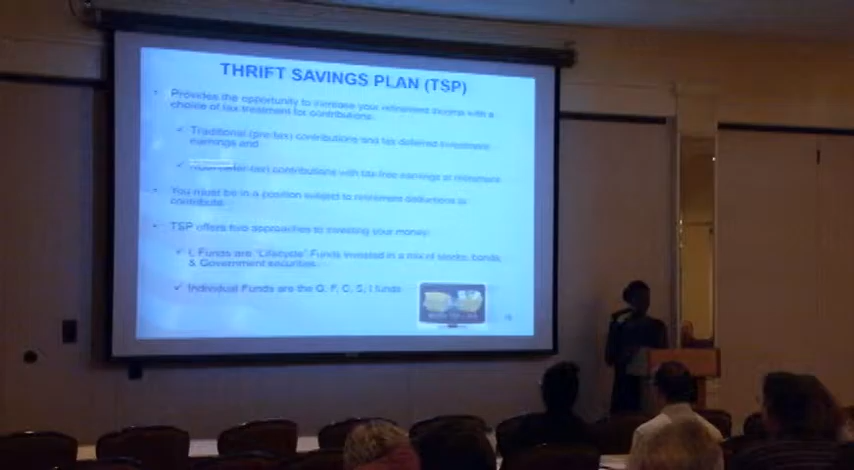 THRIFT SAVINGS PLAN (TSP)
Provides the opportunity to increase your retirement income with a
choice of tax treatment for contributions.
Traditional (pre-tax) contributions and tax deferred investment
earnings and
contributions with tax-free earnings at retirement
You must be in a position subject to retirement deductions to
contribute.
TSP offers two approaches to investing your money:
L Funds are "Lifecycle" Funds invested in a mix of stocks, bonds,
& Government securities.
Individual Funds are the G, F, C, S, I funds